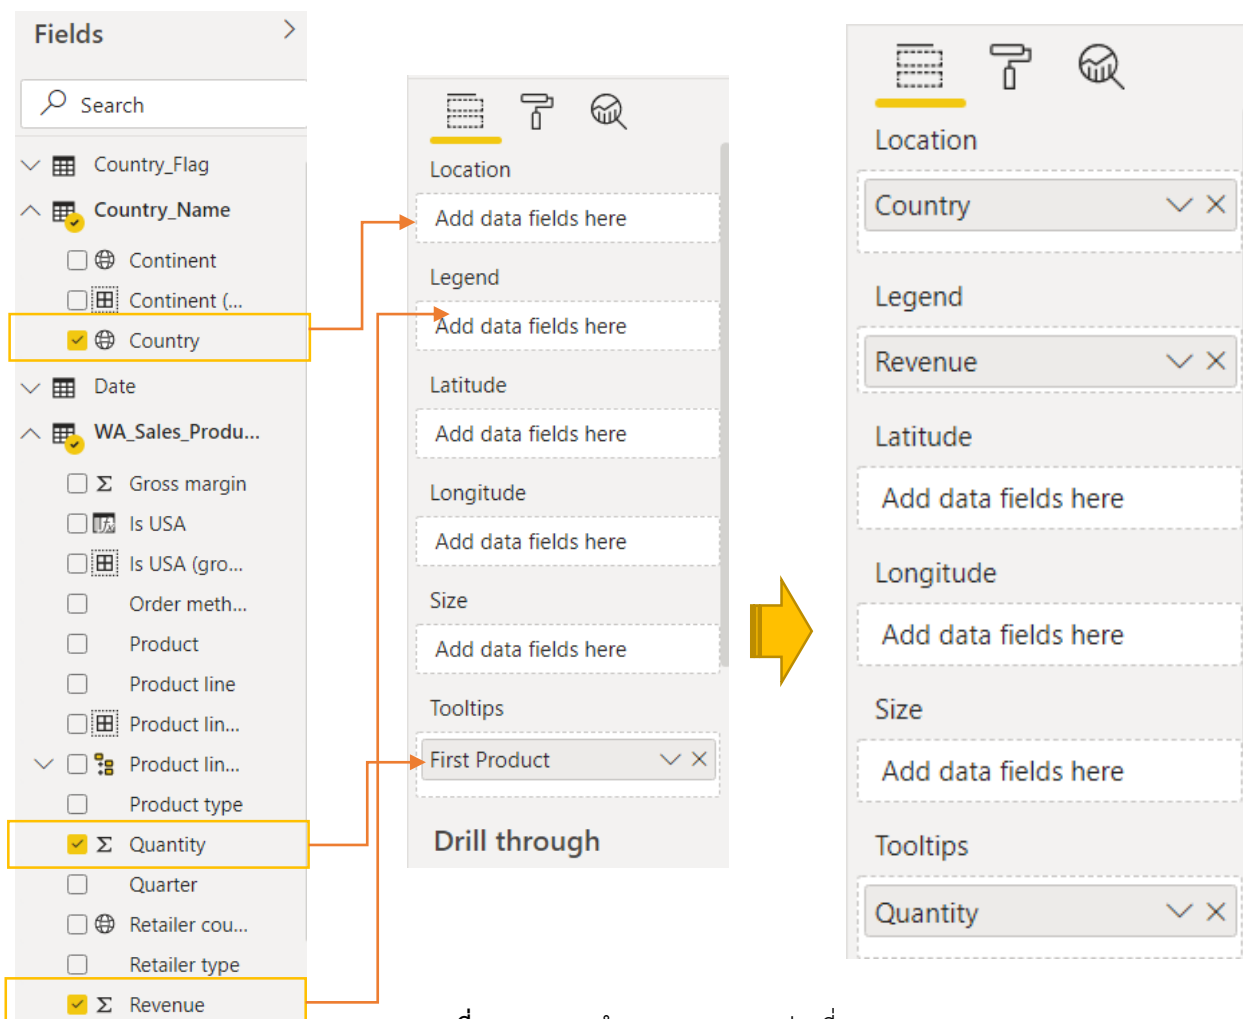 Fields
Search
Country_Flag
Country_Name
Continent
Continent (...
Country
Date
WA_Sales_Produ...
Gross margin
Is USA
Is USA (gro...
Order meth...
Product
Product line
Product lin...
Product lin...
Product type
Quantity
Quarter
Retailer cou...
Retailer type
Revenue
Location
Add data fields here
Legend
Add data fields here
Latitude
Add data fields here
Longitude
Add data fields here
Size
Add data fields here
Tooltips
First Product
Drill through
Location
Country
Legend
Revenue
Latitude
Add data fields here
Longitude
Add data fields here
Size
Add data fields here
Tooltips
Quantity